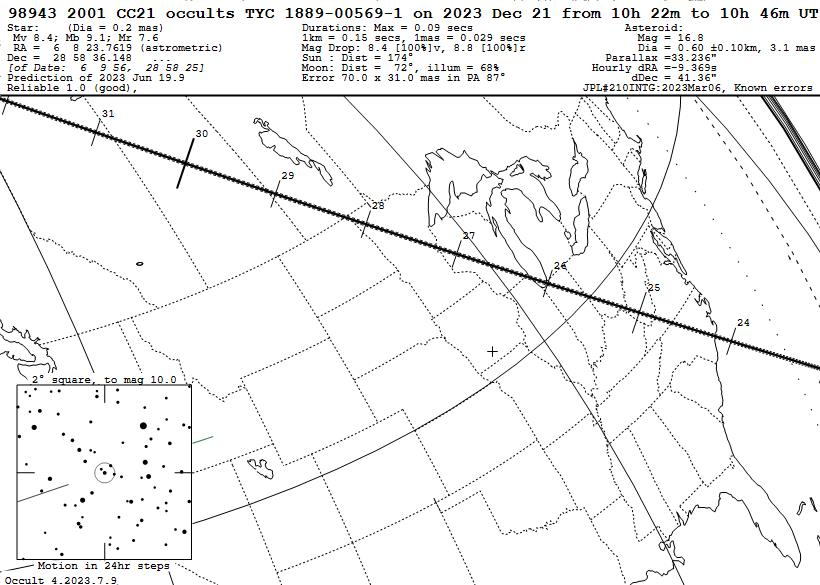 98943 2001 CC21 occults TYC 1889-00569-1 on 2023 Dec 21 from 10h 22m to 10h 46m UT
Star: (Dia = 0.2 mas)
Mv 8.4; Mb 9.1; Mr 7.6
RA = 6 8 23.7619 (astrometric)
Dec = 28 58 36.148 ...
[of Date: 6 9 56, 28 58 25]
Prediction of 2023 Jun 19.9
Reliable 1.0 (good),
Durations: Max = 0.09 secs
1km = 0.15 secs, 1mas = 0.029 secs
Mag Drop: 8.4 [100%]v, 8.8 [100%]r
Sun : Dist = 174°
Moon: Dist = 72°, illum = 68%
Error 70.0 x 31.0 mas in PA 87°
Asteroid:
Mag = 16.8
Dia = 0.60 ±0.10km, 3.1 mas
Parallax =33.236"
Hourly dRA =-9.369s
dDec = 41.36"
JPL#210INTG:2023Mar06, Known errors
31
30
29
28
27
26
25
24
2° square, to mag 10.0
Motion in 24hr steps
Occult 4.2023.7.9